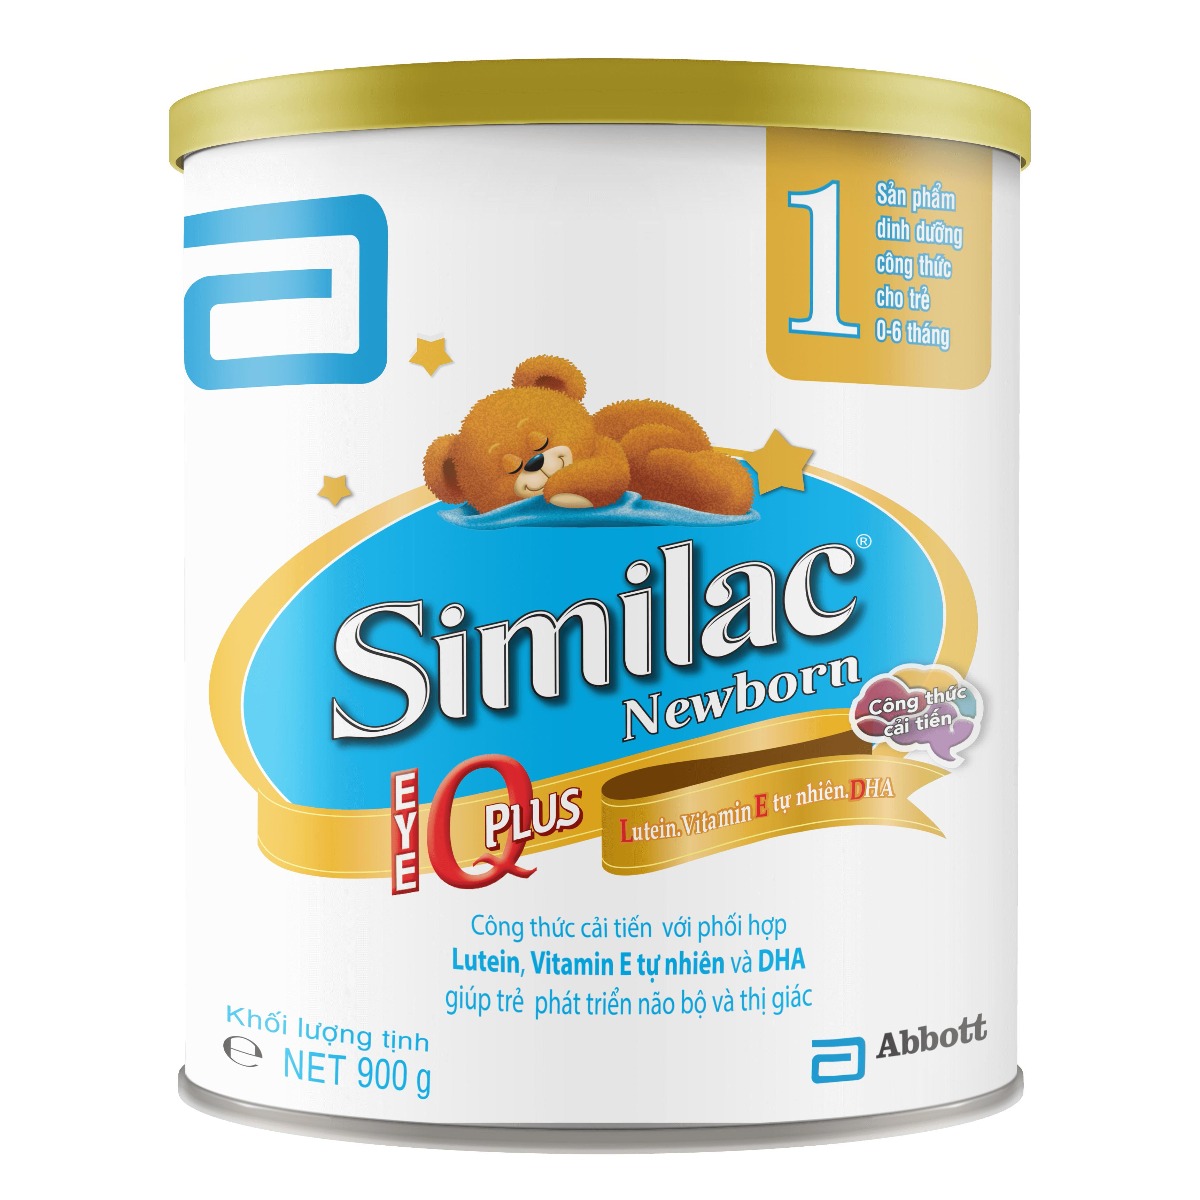 1
Sản phẩm
dinh dưỡng
công thức
cho trẻ
0-6 tháng
Similac®
Newborn
Công thức
cải tiến
EYE Q PLUS
Lutein.Vitamin E tự nhiên.DHA
Công thức cải tiến với phối hợp
Lutein, Vitamin E tự nhiên và DHA
giúp trẻ phát triển não bộ và thị giác
Khối lượng tịnh
e NET 900 g
Abbott